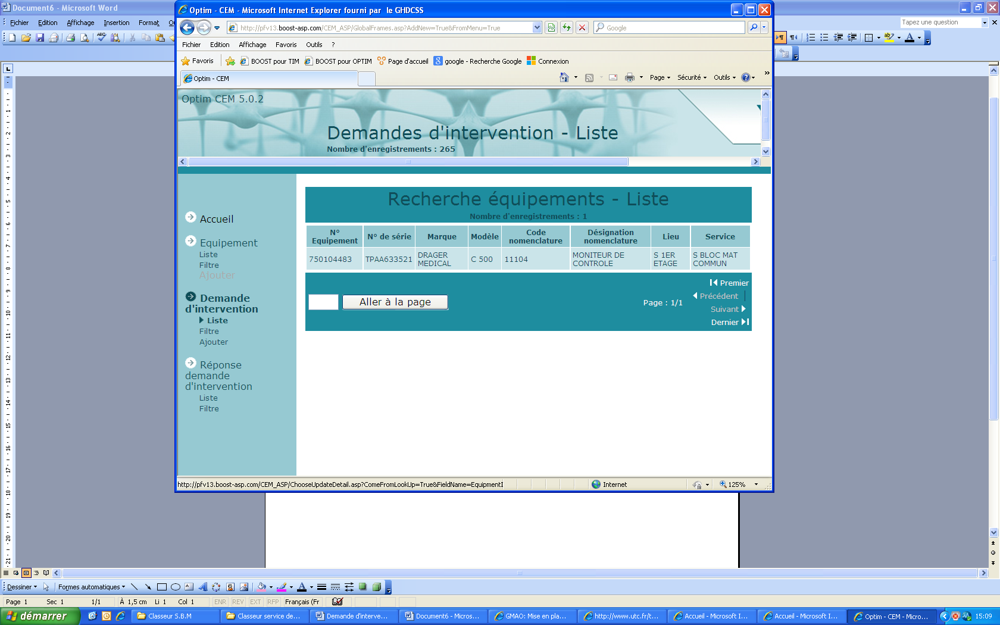 Document6 - Microsoft Word
Fichier Edition Affichage Insertion Format
Tapez une question
Optim - CEM - Microsoft Internet Explorer fourni par le GHDCSS
http://pfv13.boost-asp.com/CEM_ASP/GlobalFrames.asp?AddNew=True&FromMenu=True
Google
Fichier Edition Affichage Favoris Outils ?
Favoris BOOST pour TIM BOOST pour OPTIM Page d'accueil google - Recherche Google Connexion
Optim - CEM
Page Sécurité Outils
Optim CEM 5.0.2
Demandes d'intervention - Liste
Nombre d'enregistrements : 265
Accueil
Equipement
Liste
Filtre
Ajouter
Demande
d'intervention
Liste
Filtre
Ajouter
Réponse
demande
d'intervention
Liste
Filtre
Recherche équipements - Liste
Nombre d'enregistrements : 1
N° Equipement N° de série Marque Modèle Code nomenclature Désignation nomenclature Lieu Service
750104483 TPAA633521 DRAGER MEDICAL C 500 11104 MONITEUR DE CONTROLE S 1ER ETAGE S BLOC MAT COMMUN
Premier
Aller à la page
Page : 1/1
Précédent
Suivant
Dernier
http://pfv13.boost-asp.com/CEM_ASP/ChooseUpdateDetail.asp?ComeFromLookUp=True&FieldName=EquipmentI
Internet
125%
Dessiner Formes automatiques
Page 1 Sec 1 1/1 À 1,5 cm Li 1 Col 1 ENR REV EXT RFP Français (Fr
démarrer
Classeur S.B.M
Classeur service de...
Demande d'interve...
Document6 - Micros...
GMAO: Mise en pla...
http://www.utc.fr/t...
Accueil - Microsoft I...
Accueil - Microsoft I...
Optim - CEM - Micro...
15:09